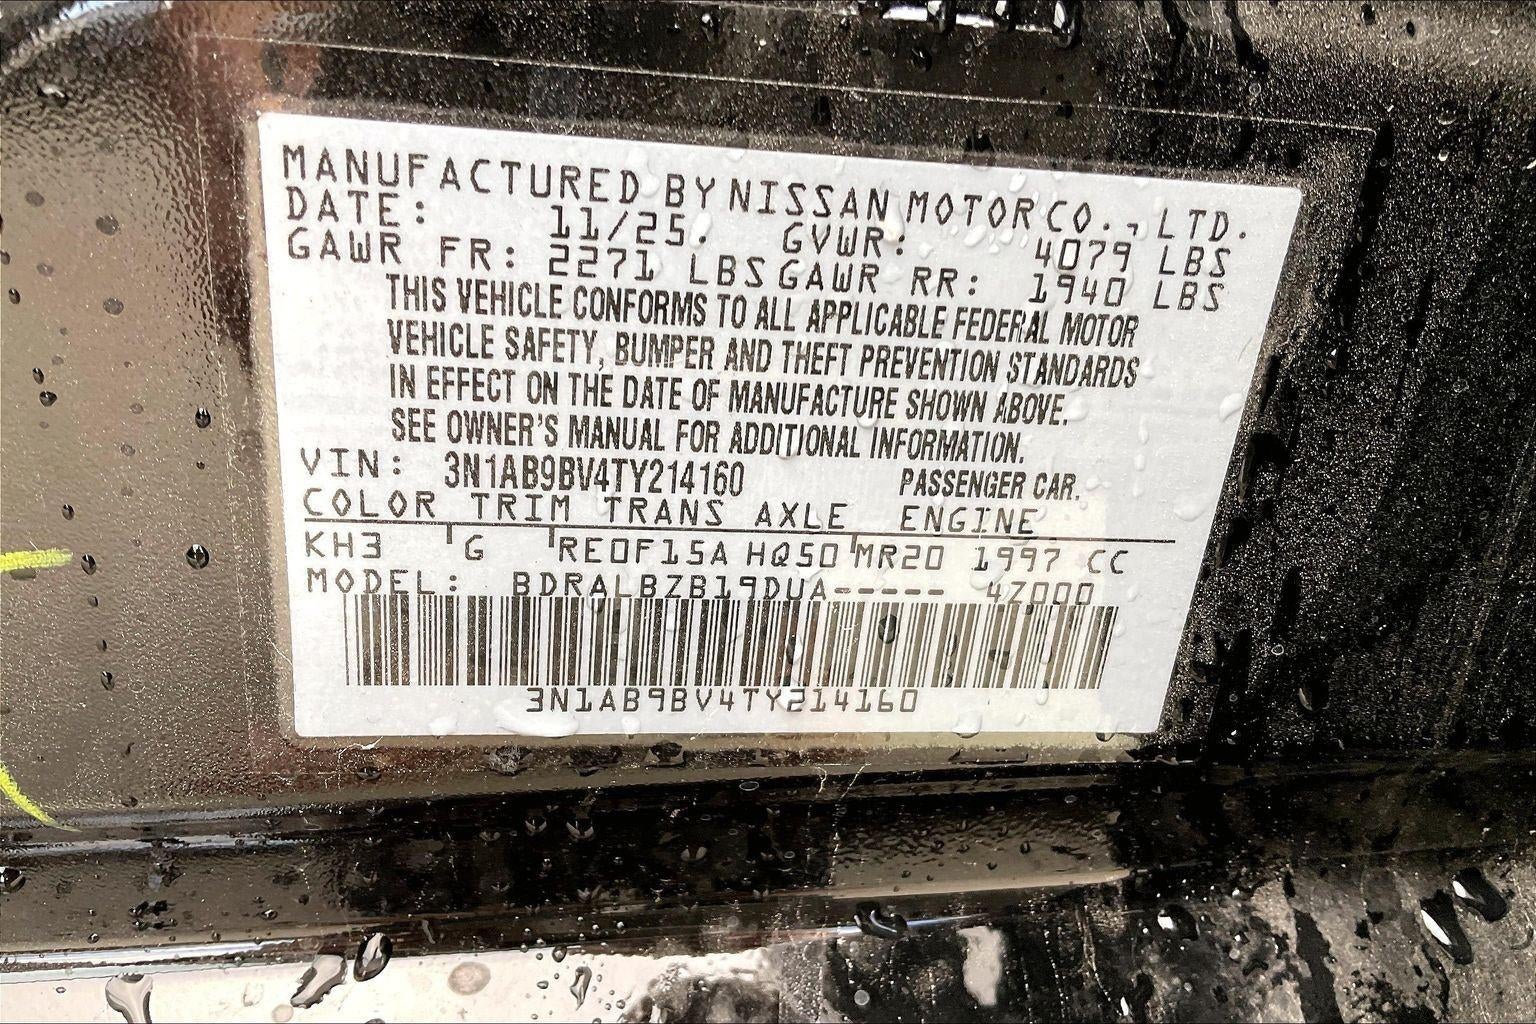 MANUFACTURED BY NISSAN MOTOR CO., LTD.
DATE: 11/25. GVWR: 4079 LBS
GAWR FR: 2271 LBS GAWR RR: 1940 LBS
THIS VEHICLE CONFORMS TO ALL APPLICABLE FEDERAL MOTOR
VEHICLE SAFETY, BUMPER AND THEFT PREVENTION STANDARDS
IN EFFECT ON THE DATE OF MANUFACTURE SHOWN ABOVE.
SEE OWNER'S MANUAL FOR ADDITIONAL INFORMATION.
VIN: 3N1AB9BV4TY214160 PASSENGER CAR.
COLOR TRIM TRANS AXLE ENGINE
KH3 G RE0F15A HQ50 MR20 1997 CC
MODEL: BDRALBZB19DUA----- 4Z000
3N1AB9BV4TY214160